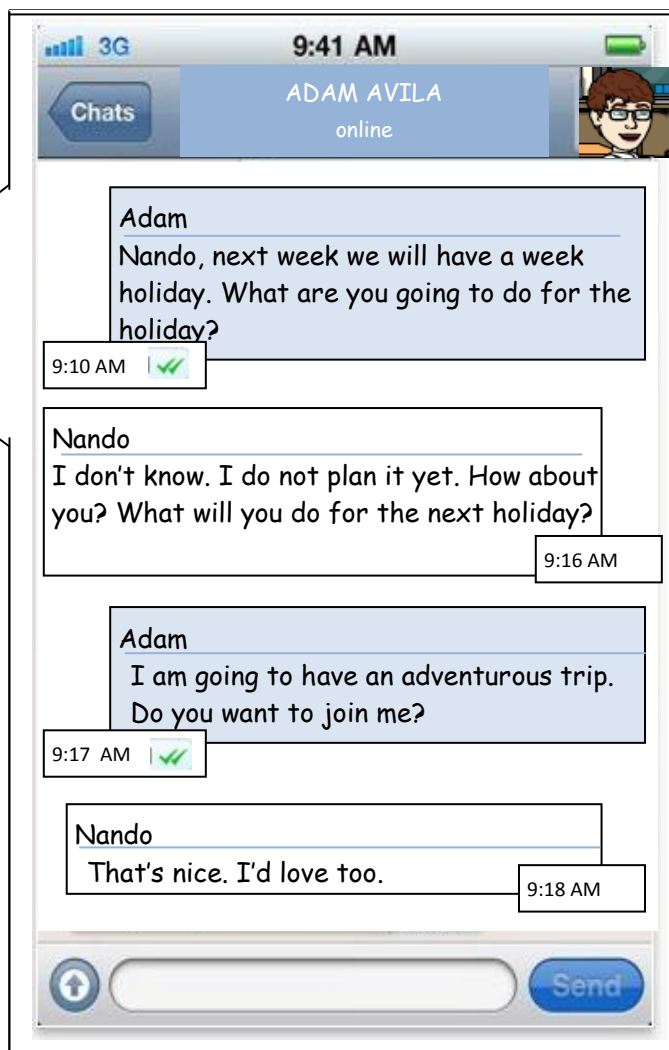 3G 9:41 AM
Chats
ADAM AVILA
online
Adam
Nando, next week we will have a week
holiday. What are you going to do for the
holiday?
9:10 AM
Nando
I don't know. I do not plan it yet. How about
you? What will you do for the next holiday?
9:16 AM
Adam
I am going to have an adventurous trip.
Do you want to join me?
9:17 AM
Nando
That's nice. I'd love too.
9:18 AM
Send